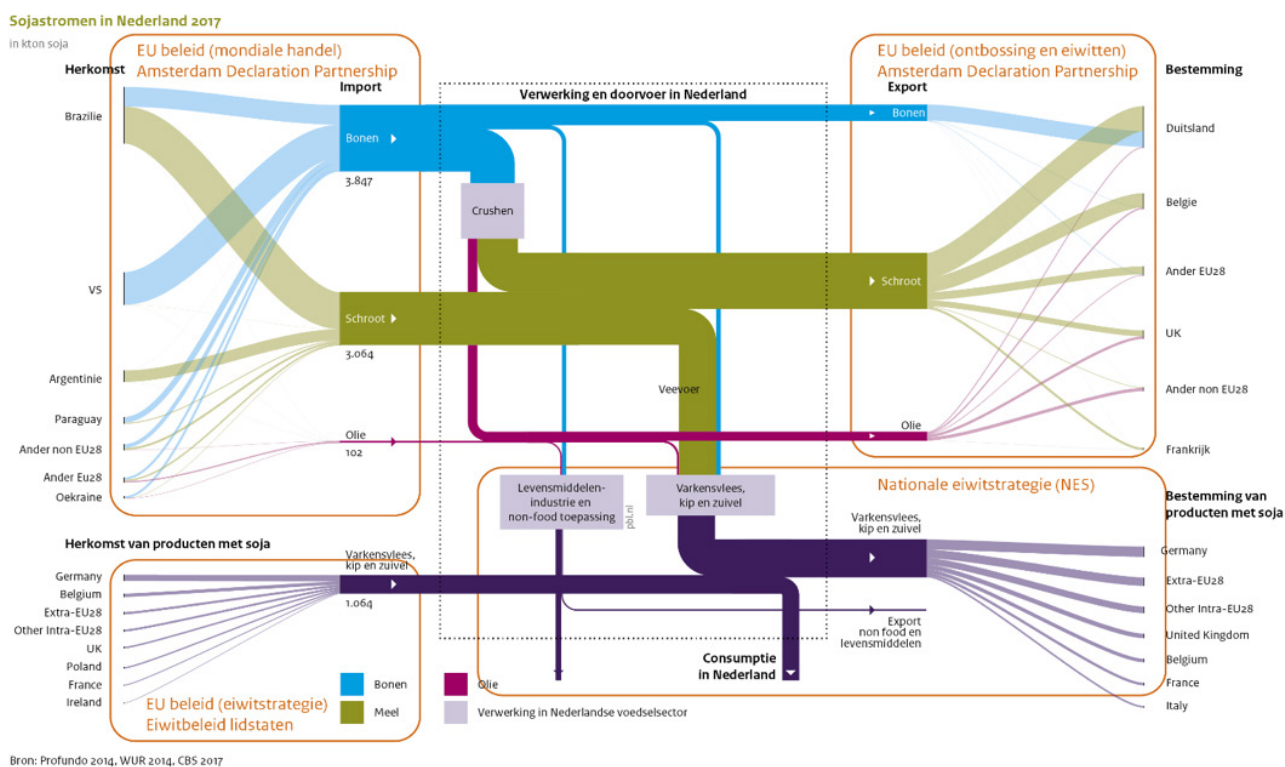 Sojastromen in Nederland 2017
in kton soja
EU beleid (mondiale handel)
Amsterdam Declaration Partnership
EU beleid (ontbossing en eiwitten)
Amsterdam Declaration Partnership
Herkomst
Import
Verwerking en doorvoer in Nederland
Export
Bestemming
Brazilie
VS
Argentinie
Paraguay
Ander non EU28
Ander Eu28
Oekraine
Bonen
3.847
Schroot
3.064
Olie
102
Crushen
Veevoer
Bonen
Schroot
Olie
Duitsland
Belgie
Ander EU28
UK
Ander non EU28
Frankrijk
Levensmiddelen-
industrie en
non-food toepassing
pbl.nl
Varkensvlees,
kip en zuivel
Nationale eiwitstrategie (NES)
Bestemming van
producten met soja
Herkomst van producten met soja
Germany
Belgium
Extra-EU28
Other Intra-EU28
UK
Poland
France
Ireland
Varkensvlees,
kip en zuivel
1.064
Varkensvlees,
kip en zuivel
Export
non food en
levensmiddelen
Consumptie
in Nederland
Germany
Extra-EU28
Other Intra-EU28
United Kingdom
Belgium
France
Italy
EU beleid (eiwitstrategie)
Eiwitbeleid lidstaten
Bonen
Meel
Olie
Verwerking in Nederlandse voedselsector
Bron: Profundo 2014, WUR 2014, CBS 2017